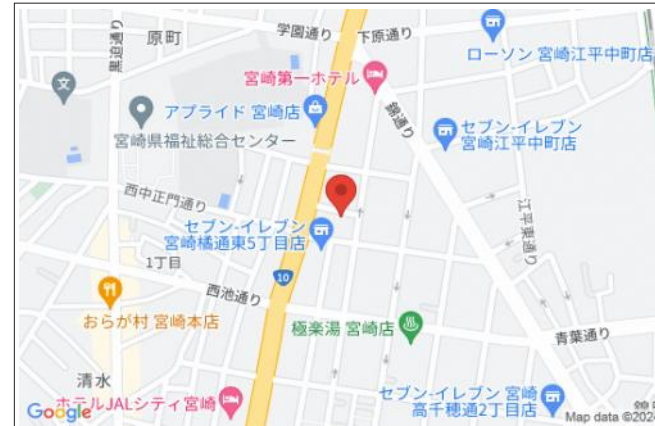 学園通り
下原通り
黒迫通り
原町
ローソン 宮崎江平中町店
宮崎第一ホテル
錦通り
文
アプライド 宮崎店
宮崎県福祉総合センター
セブン-イレブン
宮崎江平中町店
西中正門通り
江平東通り
セブン-イレブン
宮崎橘通東5丁目店
1丁目
10
西池通り
おらが村 宮崎本店
極楽湯 宮崎店
青葉通り
清水
ホテルJALシティ宮崎
セブン-イレブン 宮崎
高千穂通2丁目店
Google
Map data ©2024